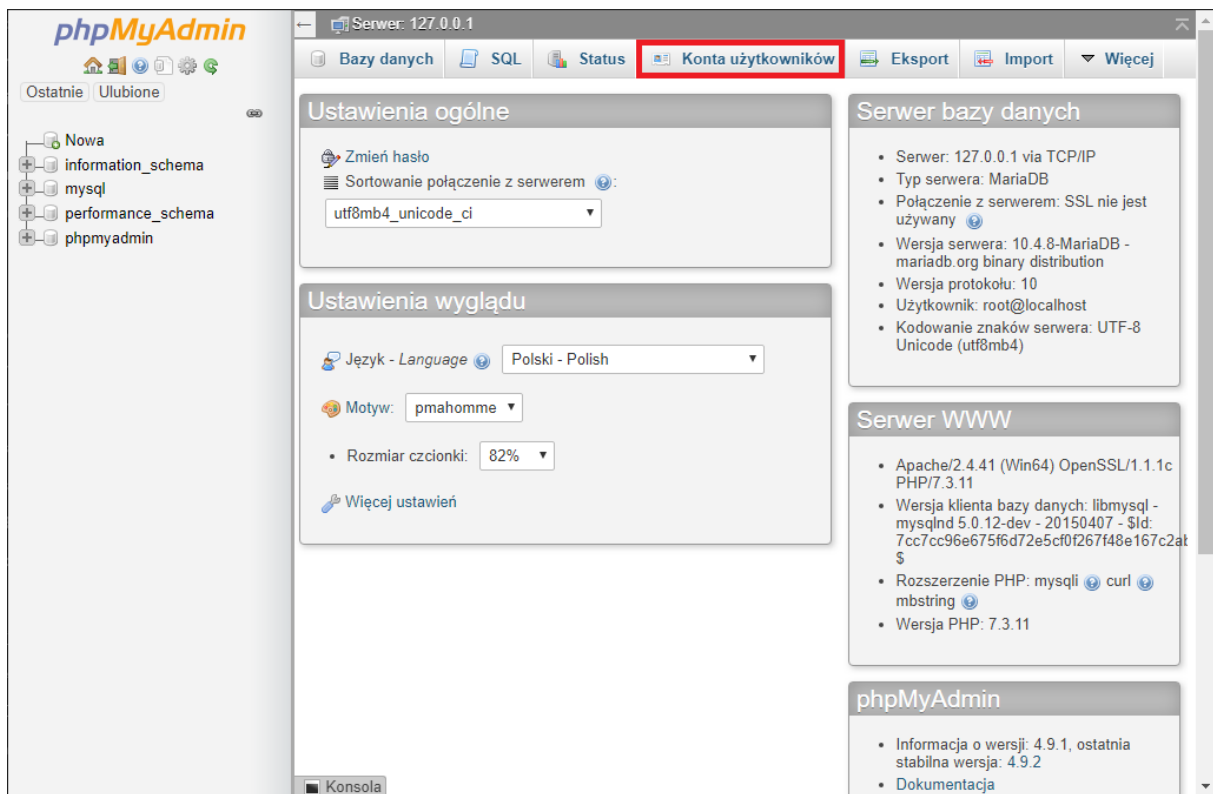 phpMyAdmin
Ostatnie Ulubione
Nowa
information_schema
mysql
performance_schema
phpmyadmin
Serwer: 127.0.0.1
Bazy danych SQL Status Konta użytkowników Eksport Import Więcej
Ustawienia ogólne
Zmień hasło
Sortowanie połączenie z serwerem :
utf8mb4_unicode_ci
Ustawienia wyglądu
Język - Language Polski - Polish
Motyw: pmahomme
• Rozmiar czcionki: 82%
Więcej ustawień
Serwer bazy danych
• Serwer: 127.0.0.1 via TCP/IP
• Typ serwera: MariaDB
• Połączenie z serwerem: SSL nie jest
używany
• Wersja serwera: 10.4.8-MariaDB -
mariadb.org binary distribution
• Wersja protokołu: 10
• Użytkownik: root@localhost
• Kodowanie znaków serwera: UTF-8
Unicode (utf8mb4)
Serwer WWW
• Apache/2.4.41 (Win64) OpenSSL/1.1.1c
PHP/7.3.11
• Wersja klienta bazy danych: libmysql -
mysqlnd 5.0.12-dev - 20150407 - $Id:
7cc7cc96e675f6d72e5cf0f267f48e167c2ab
$
• Rozszerzenie PHP: mysqli curl
mbstring
• Wersja PHP: 7.3.11
phpMyAdmin
• Informacja o wersji: 4.9.1, ostatnia
stabilna wersja: 4.9.2
• Dokumentacja
Konsola